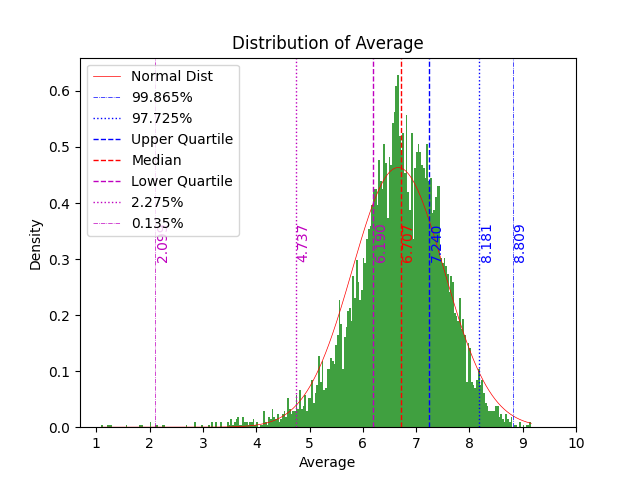 Distribution of Average
Normal Dist
99.865%
97.725%
Upper Quartile
Median
Lower Quartile
2.275%
0.135%
4.737
6.190
6.707
7.240
8.181
8.809
Density
0.6
0.5
0.4
0.3
0.2
0.1
0.0
1 2 3 4 5 6 7 8 9 10
Average